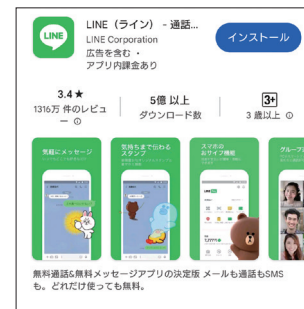 LINE
LINE（ライン） - 通話...
LINE Corporation
広告を含む ・
アプリ内課金あり
インストール
3.4★
1316万 件のレビュ
ー
5億 以上
ダウンロード数
3+
3 歳以上
気軽にメッセージ
気持ちまで伝わる
スタンプ
スマホの
おサイフ機能
グループ
無料通話&無料メッセージアプリの決定版 メールも通話もSMS
も。どれだけ使っても無料。